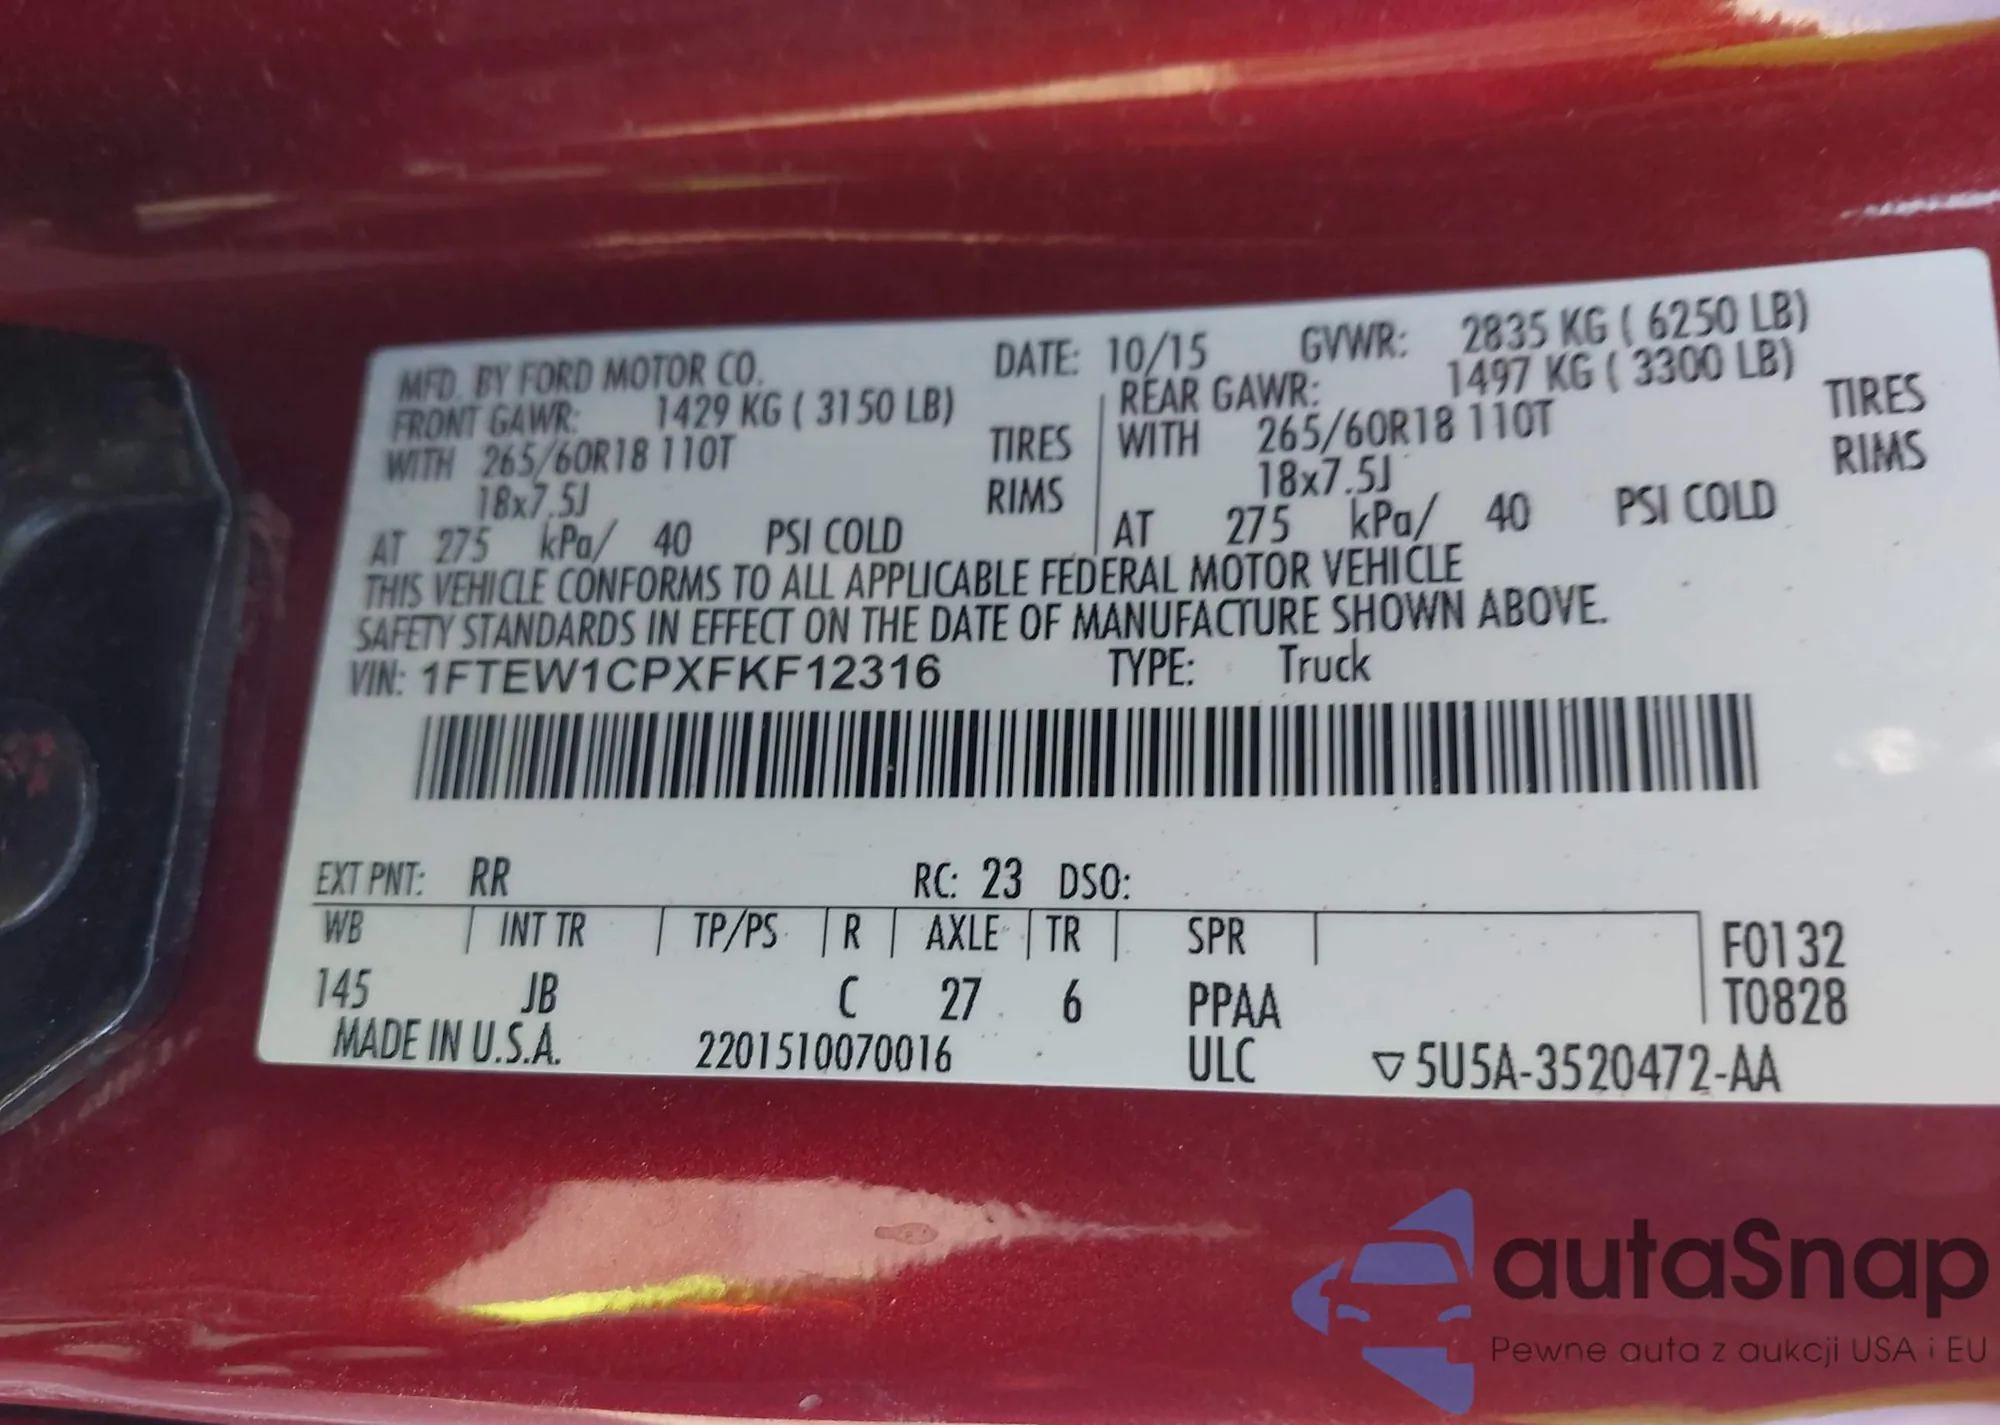 MFD. BY FORD MOTOR CO. DATE: 10/15 GVWR: 2835 KG ( 6250 LB)
FRONT GAWR: 1429 KG ( 3150 LB) REAR GAWR: 1497 KG ( 3300 LB)
WITH 265/60R18 110T TIRES WITH 265/60R18 110T TIRES
18x7.5J RIMS 18x7.5J RIMS
AT 275 kPa/ 40 PSI COLD AT 275 kPa/ 40 PSI COLD
THIS VEHICLE CONFORMS TO ALL APPLICABLE FEDERAL MOTOR VEHICLE
SAFETY STANDARDS IN EFFECT ON THE DATE OF MANUFACTURE SHOWN ABOVE.
VIN: 1FTEW1CPXFKF12316 TYPE: Truck
EXT PNT: RR RC: 23 DSO:
WB INT TR TP/PS R AXLE TR SPR F0132
145 JB C 27 6 PPAA T0828
MADE IN U.S.A. 2201510070016 ULC ▽5U5A-3520472-AA
autaSnap
Pewne auta z aukcji USA i EU